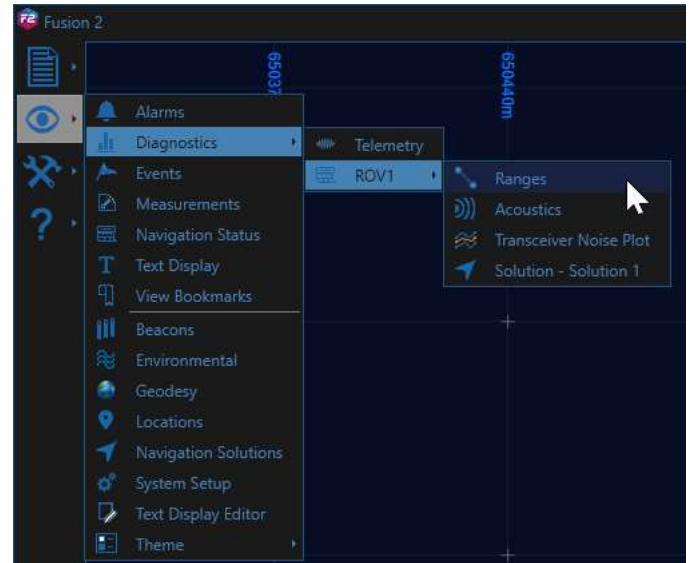 F2 Fusion 2
65037
650440m
Alarms
Diagnostics
Telemetry
Events
ROV1
Ranges
Measurements
Acoustics
Navigation Status
Transceiver Noise Plot
Text Display
Solution - Solution 1
View Bookmarks
Beacons
Environmental
Geodesy
Locations
Navigation Solutions
System Setup
Text Display Editor
Theme